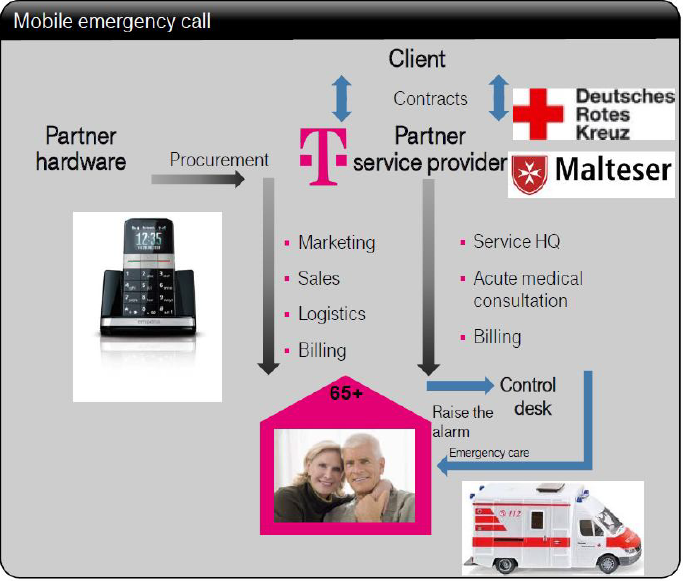 Mobile emergency call
Client
Contracts
Deutsches
Rotes
Kreuz
Partner
hardware
Procurement
T
Partner
service provider
Malteser
12:35
Marketing
Sales
Logistics
Billing
Service HQ
Acute medical
consultation
Billing
65+
Control
desk
Raise the
alarm
Emergency care
112